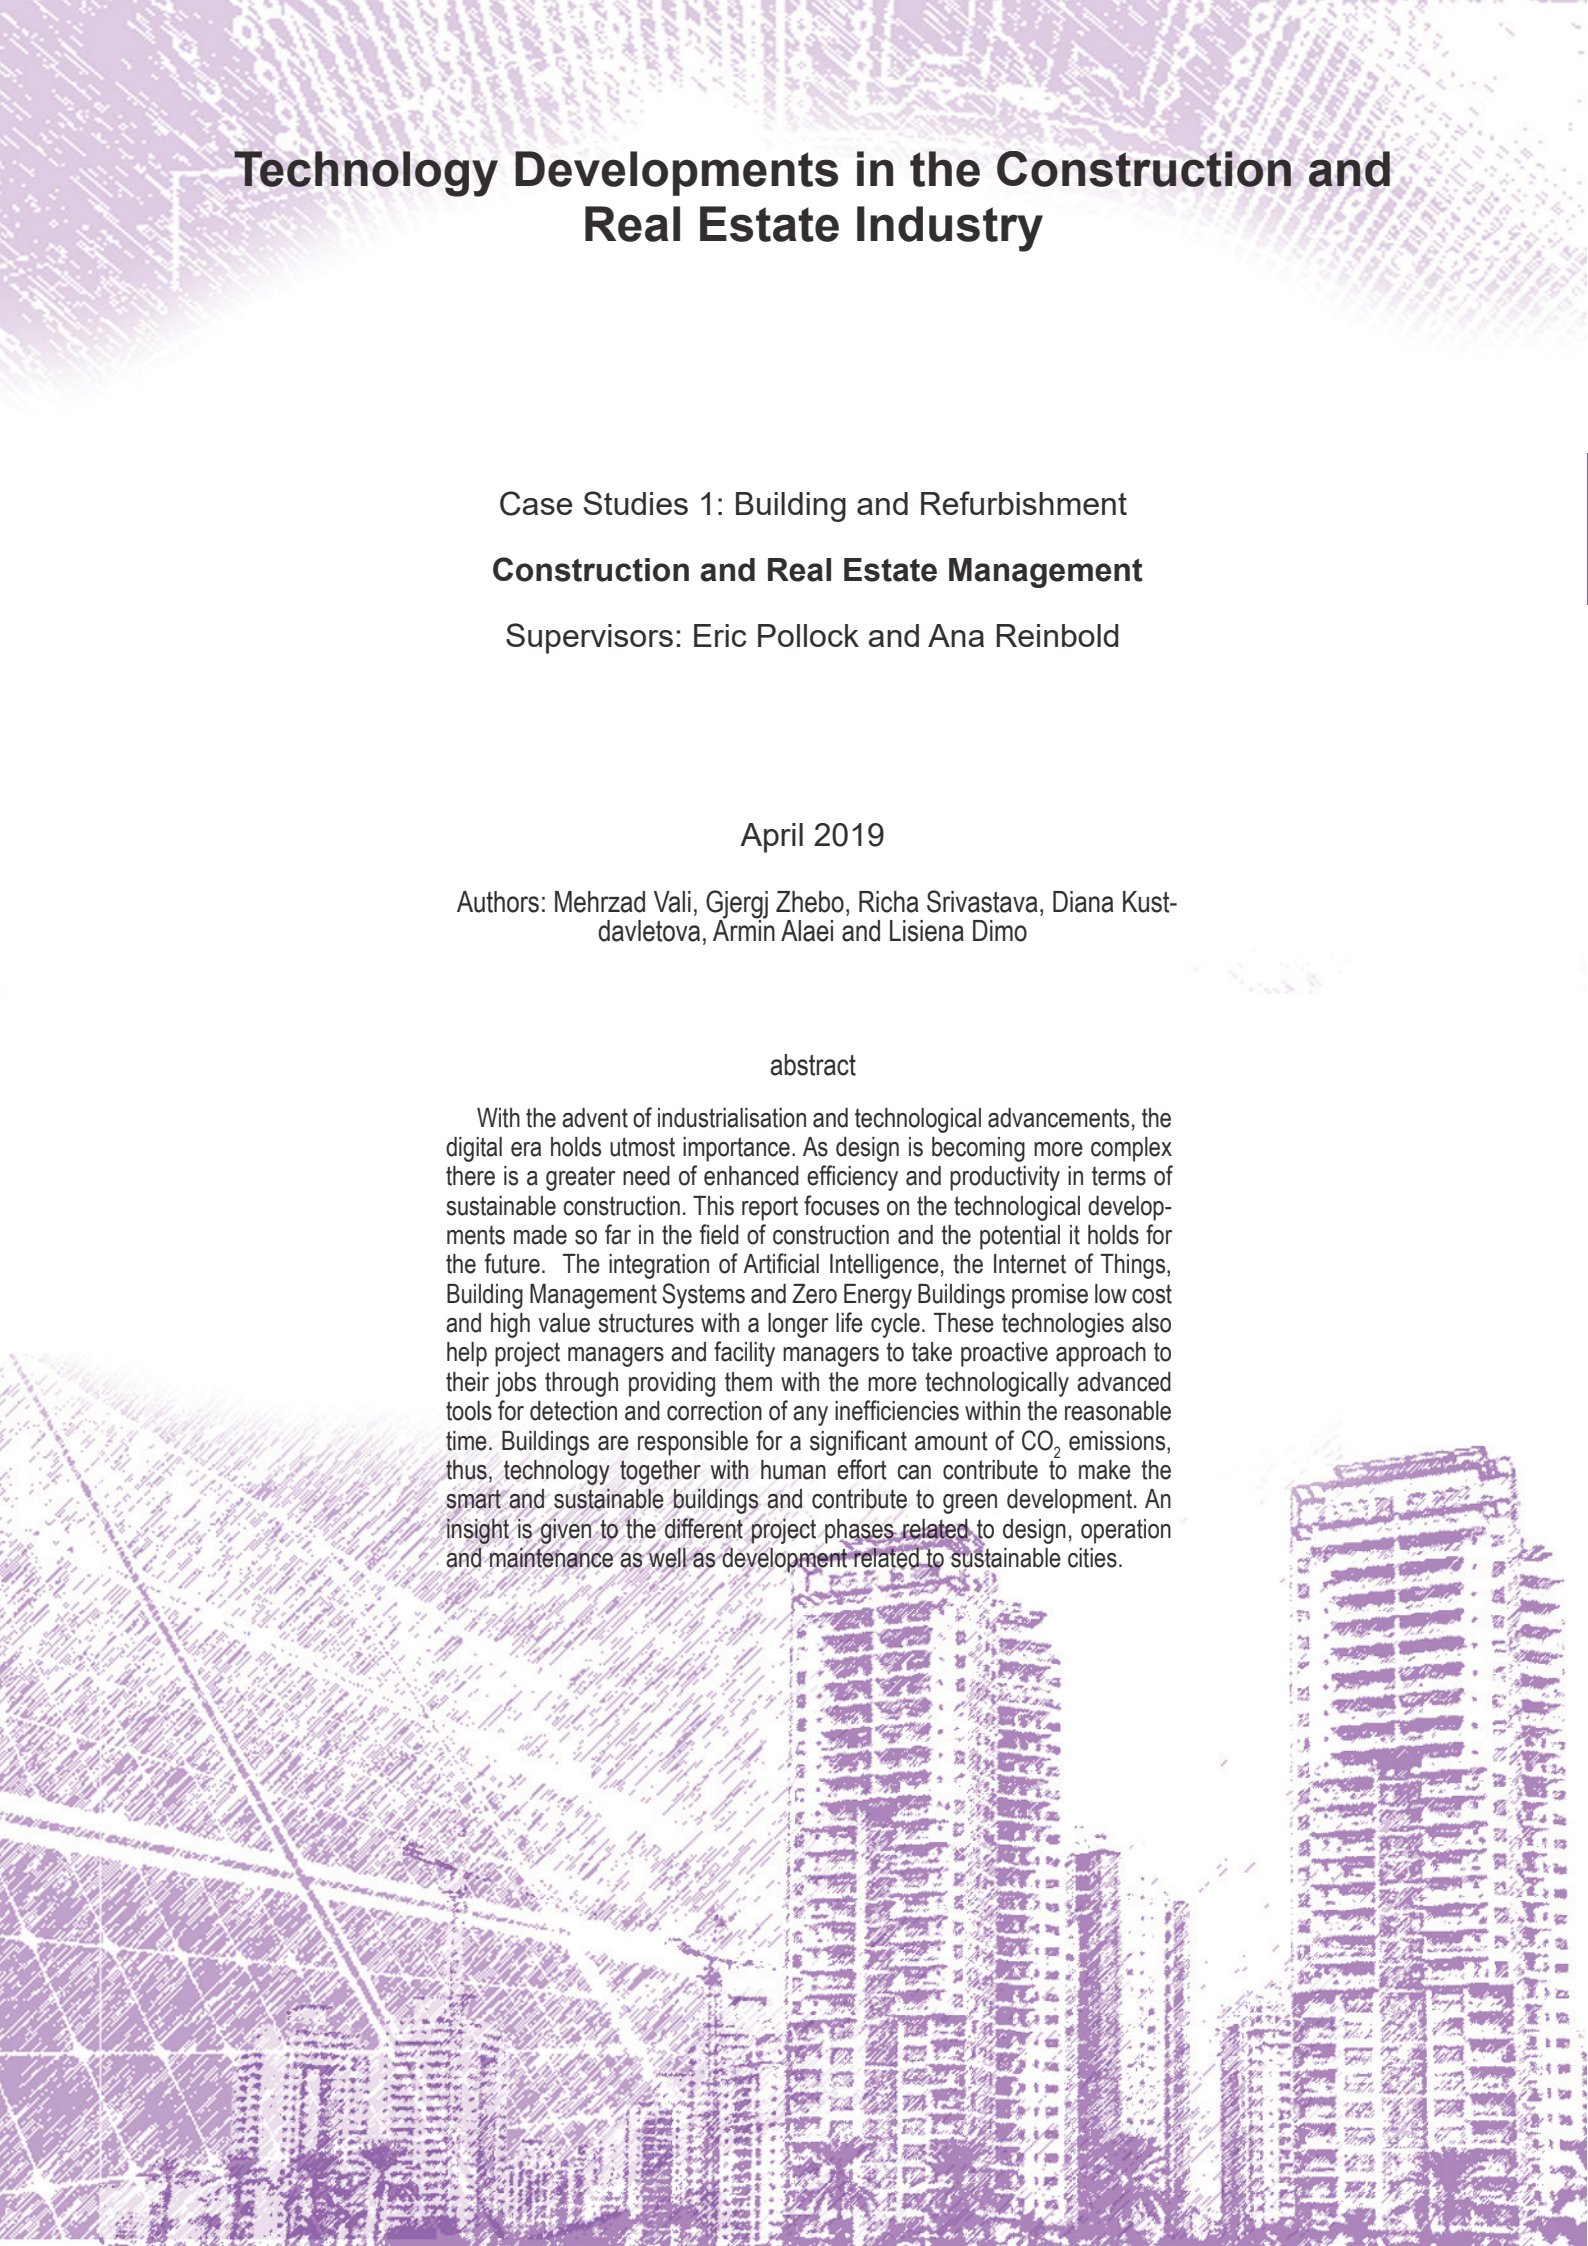 Technology Developments in the Construction and
Real Estate Industry
Case Studies 1: Building and Refurbishment
Construction and Real Estate Management
Supervisors: Eric Pollock and Ana Reinbold
April 2019
Authors: Mehrzad Vali, Gjergj Zhebo, Richa Srivastava, Diana Kust-
davletova, Armin Alaei and Lisiena Dimo
abstract
With the advent of industrialisation and technological advancements, the
digital era holds utmost importance. As design is becoming more complex
there is a greater need of enhanced efficiency and productivity in terms of
sustainable construction. This report focuses on the technological develop-
ments made so far in the field of construction and the potential it holds for
the future.  The integration of Artificial Intelligence, the Internet of Things,
Building Management Systems and Zero Energy Buildings promise low cost
and high value structures with a longer life cycle. These technologies also
help project managers and facility managers to take proactive approach to
their jobs through providing them with the more technologically advanced
tools for detection and correction of any inefficiencies within the reasonable
time. Buildings are responsible for a significant amount of CO₂ emissions,
thus, technology together with human effort can contribute to make the
smart and sustainable buildings and contribute to green development. An
insight is given to the different project phases related to design, operation
and maintenance as well as development related to sustainable cities.